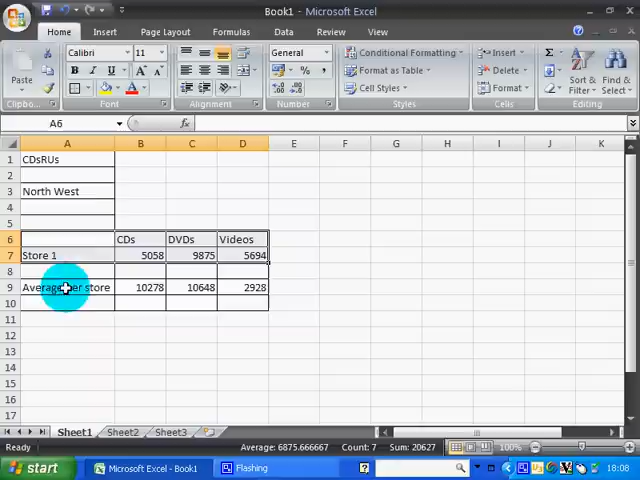 Book1 - Microsoft Excel
Home Insert Page Layout Formulas Data Review View
Paste
Clipboard...
Calibri 11
B I U A A
Font
Alignment
General
% ,
Number
Conditional Formatting
Format as Table
Cell Styles
Styles
Insert
Delete
Format
Cells
Σ
Sort & Filter
Find & Select
Editing
A6 fx
A B C D E F G H I J K
1 CDsRUs
2
3 North West
4
5
6 CDs DVDs Videos
7 Store 1 5058 9875 5694
8
9 Average per store 10278 10648 2928
10
11
12
13
14
15
16
17
Sheet1 Sheet2 Sheet3
Ready Average: 6875.666667 Count: 7 Sum: 20627 100%
start Microsoft Excel - Book1 Flashing 18:08